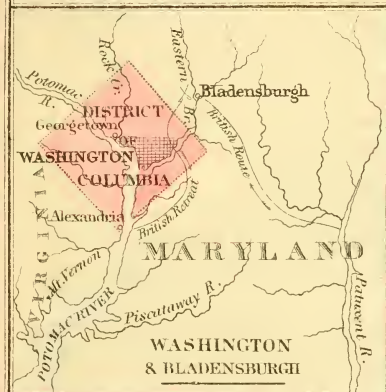 Potomac R.
Rock C.
Eastern Br.
Bladensburgh
DISTRICT
Georgetown
OF
WASHINGTON
COLUMBIA
British Route
Alexandria
British Retreat
VIRGINIA
MARYLAND
Mt. Vernon
Piscataway R.
POTOMAC RIVER
Patuxent R.
WASHINGTON
& BLADENSBURGH